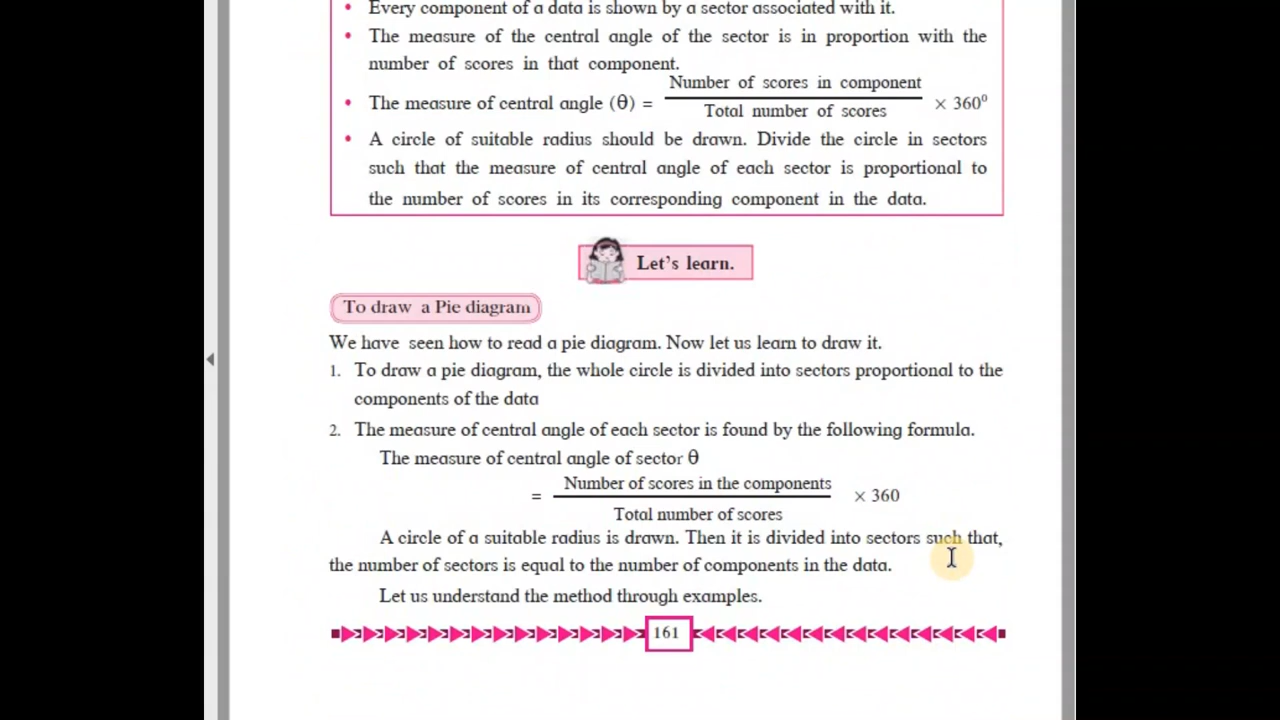 • Every component of a data is shown by a sector associated with it.
• The measure of the central angle of the sector is in proportion with the
number of scores in that component.
• The measure of central angle (θ) = Number of scores in component / Total number of scores × 360⁰
• A circle of suitable radius should be drawn. Divide the circle in sectors
such that the measure of central angle of each sector is proportional to
the number of scores in its corresponding component in the data.
Let's learn.
To draw a Pie diagram
We have seen how to read a pie diagram. Now let us learn to draw it.
1. To draw a pie diagram, the whole circle is divided into sectors proportional to the
components of the data
2. The measure of central angle of each sector is found by the following formula.
The measure of central angle of sector θ
= Number of scores in the components / Total number of scores × 360
A circle of a suitable radius is drawn. Then it is divided into sectors such that,
the number of sectors is equal to the number of components in the data.
Let us understand the method through examples.
161